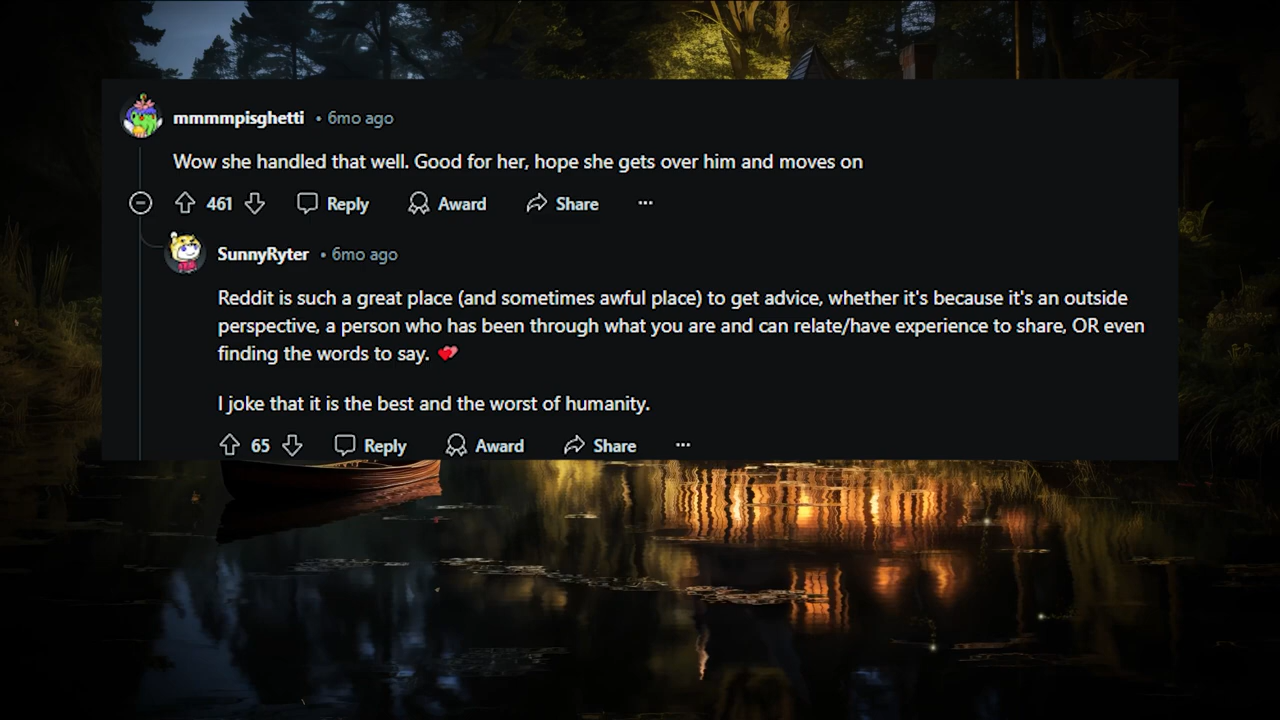 mmmmpisghetti • 6mo ago
Wow she handled that well. Good for her, hope she gets over him and moves on
461 Reply Award Share ...
SunnyRyter • 6mo ago
Reddit is such a great place (and sometimes awful place) to get advice, whether it's because it's an outside
perspective, a person who has been through what you are and can relate/have experience to share, OR even
finding the words to say. 💕
I joke that it is the best and the worst of humanity.
65 Reply Award Share ...